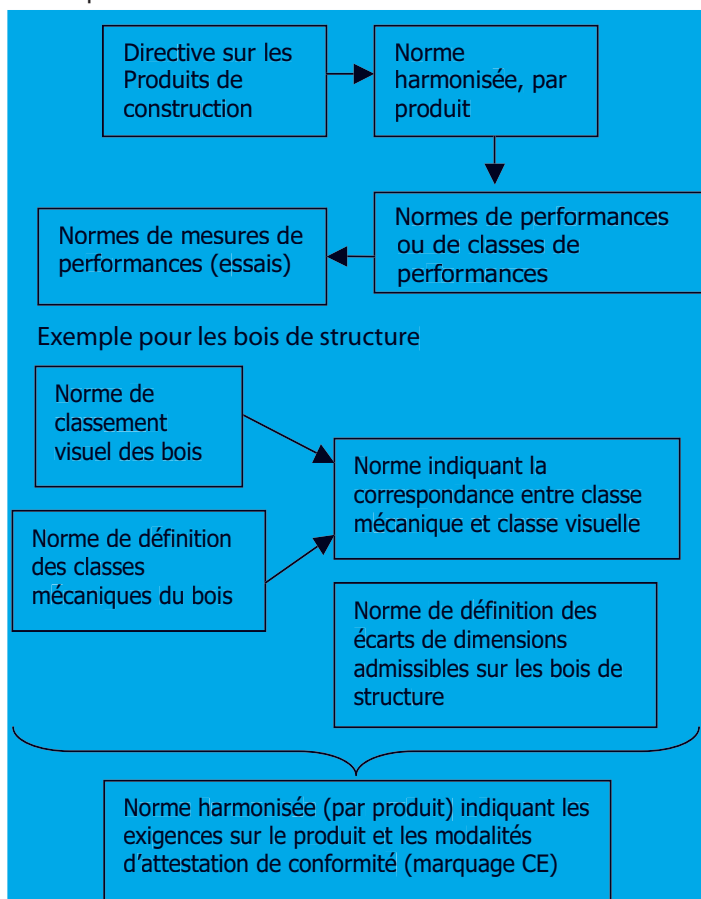 Directive sur les
Produits de
construction
Norme
harmonisée, par
produit
Normes de performances
ou de classes de
performances
Normes de mesures de
performances (essais)
Exemple pour les bois de structure
Norme de
classement
visuel des bois
Norme indiquant la
correspondance entre classe
mécanique et classe visuelle
Norme de définition
des classes
mécaniques du bois
Norme de définition des
écarts de dimensions
admissibles sur les bois de
structure
Norme harmonisée (par produit) indiquant les
exigences sur le produit et les modalités
d'attestation de conformité (marquage CE)